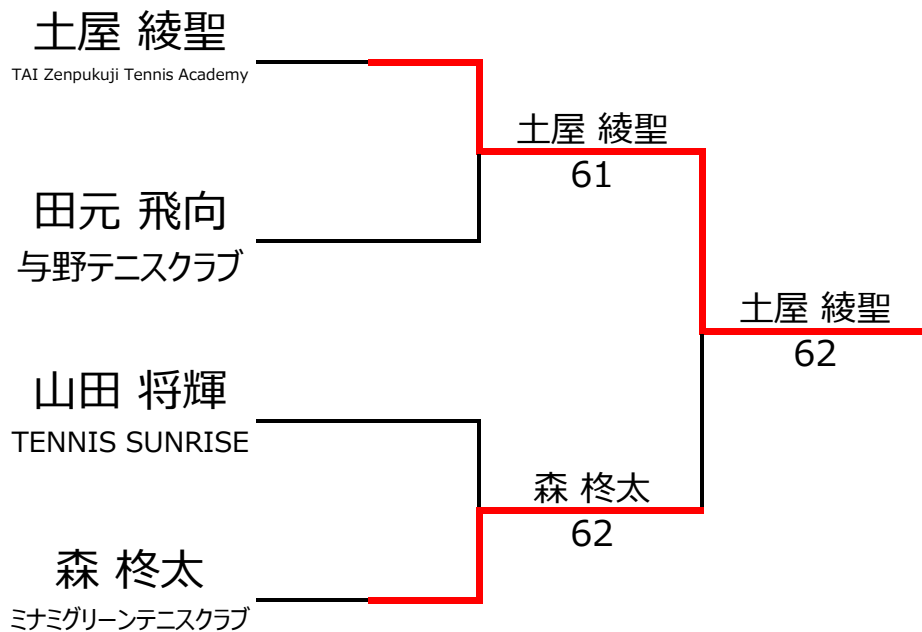 土屋 綾聖
TAI Zenpukuji Tennis Academy
田元 飛向
与野テニスクラブ
山田 将輝
TENNIS SUNRISE
森 柊太
ミナミグリーンテニスクラブ
土屋 綾聖
61
森 柊太
62
土屋 綾聖
62